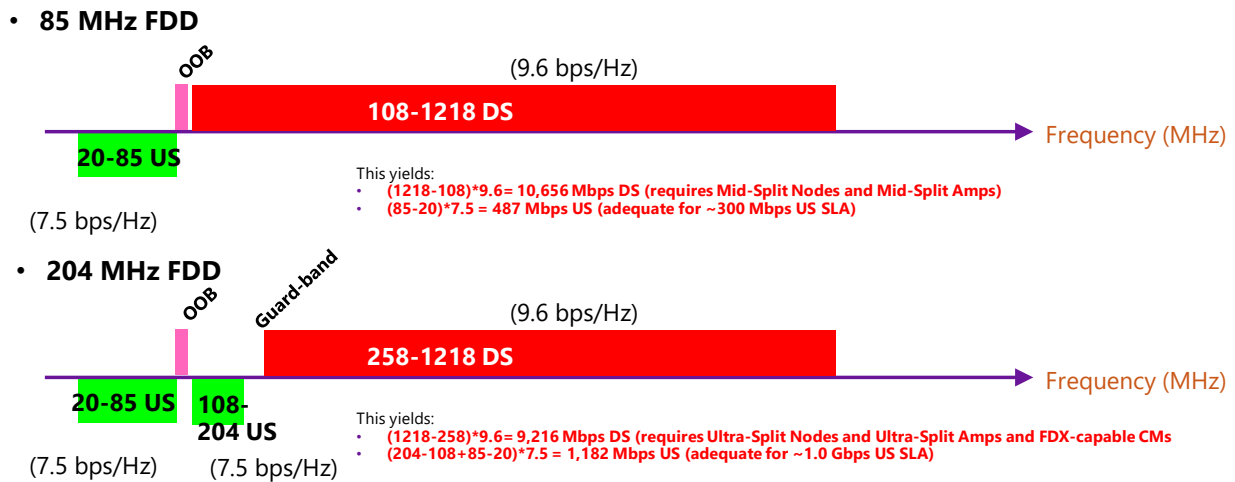 • 85 MHz FDD
OOB
(9.6 bps/Hz)
108-1218 DS
Frequency (MHz)
20-85 US
This yields:
• (1218-108)*9.6= 10,656 Mbps DS (requires Mid-Split Nodes and Mid-Split Amps)
• (85-20)*7.5 = 487 Mbps US (adequate for ~300 Mbps US SLA)
(7.5 bps/Hz)
• 204 MHz FDD
OOB
Guard-band
(9.6 bps/Hz)
258-1218 DS
Frequency (MHz)
20-85 US
108-
204 US
This yields:
• (1218-258)*9.6= 9,216 Mbps DS (requires Ultra-Split Nodes and Ultra-Split Amps and FDX-capable CMs
• (204-108+85-20)*7.5 = 1,182 Mbps US (adequate for ~1.0 Gbps US SLA)
(7.5 bps/Hz)
(7.5 bps/Hz)